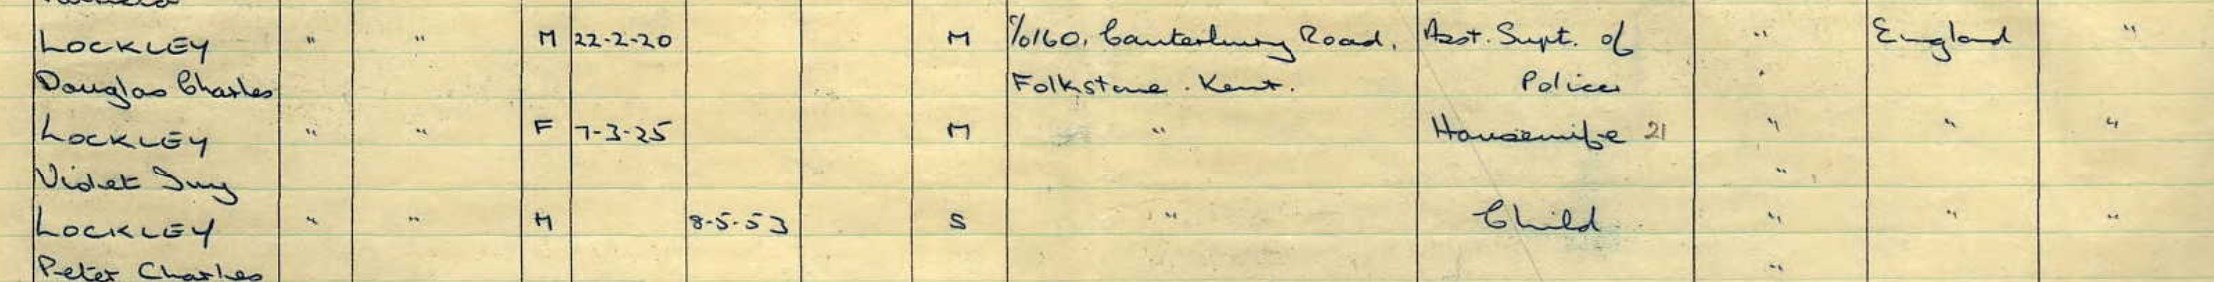 LOCKLEY " " M 22-2-20 M c/o 160, Canterbury Road, Asst. Supt. of " England "
Douglas Charles Folkstone. Kent. Police "
LOCKLEY " " F 7-3-25 M " Housewife 21 " " "
Violet "
LOCKLEY " " M 8-5-53 S " Child " " "
Peter Charles "